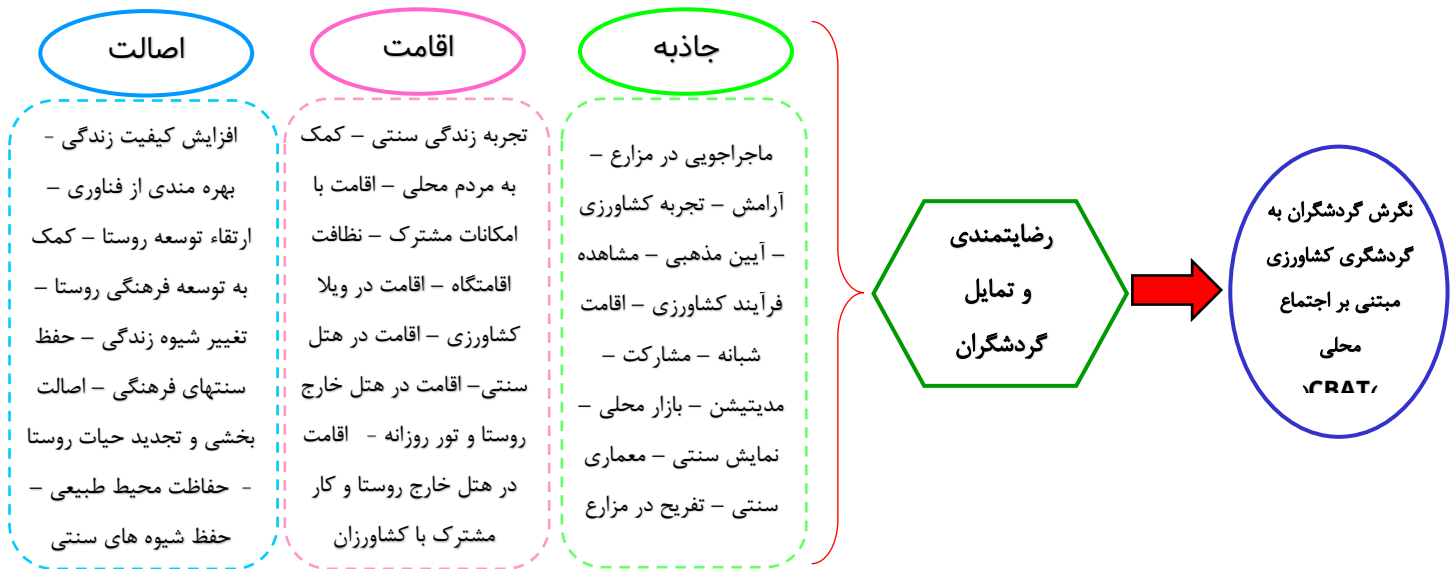 جاذبه
ماجراجویی در مزارع –
آرامش – تجربه کشاورزی
– آیین مذهبی – مشاهده
فرآیند کشاورزی – اقامت
شبانه – مشارکت –
مدیتیشن – بازار محلی –
نمایش سنتی – معماری
سنتی – تفریح در مزارع
اقامت
تجربه زندگی سنتی – کمک
به مردم محلی – اقامت با
امکانات مشترک – نظافت
اقامتگاه – اقامت در ویلا
کشاورزی – اقامت در هتل
سنتی– اقامت در هتل خارج
روستا و تور روزانه - اقامت
در هتل خارج روستا و کار
مشترک با کشاورزان
اصالت
افزایش کیفیت زندگی -
بهره مندی از فناوری –
ارتقاء توسعه روستا – کمک
به توسعه فرهنگی روستا –
تغییر شیوه زندگی – حفظ
سنتهای فرهنگی – اصالت
بخشی و تجدید حیات روستا
- حفاظت محیط طبیعی –
حفظ شیوه های سنتی
رضایتمندی
و تمایل
گردشگران
نگرش گردشگران به
گردشگری کشاورزی
مبتنی بر اجتماع
محلی
)CBAT(